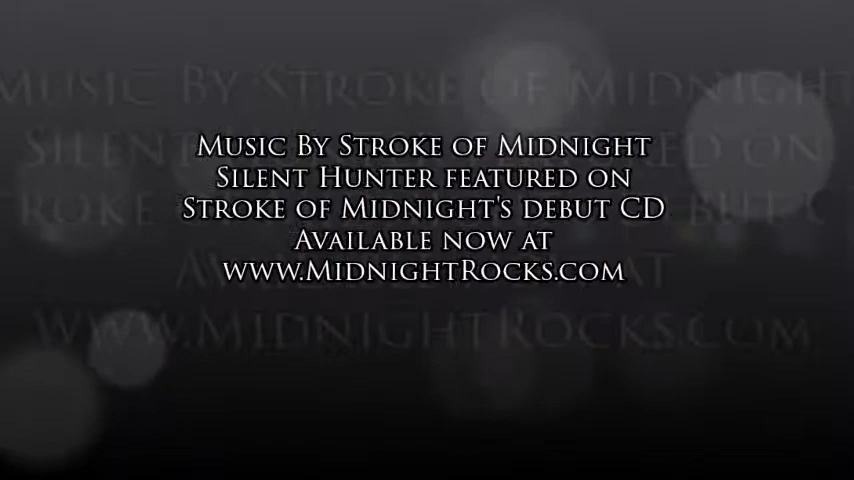 Music By Stroke of Midnight
Silent Hunter featured on
Stroke of Midnight's debut CD
Available now at
www.MidnightRocks.com